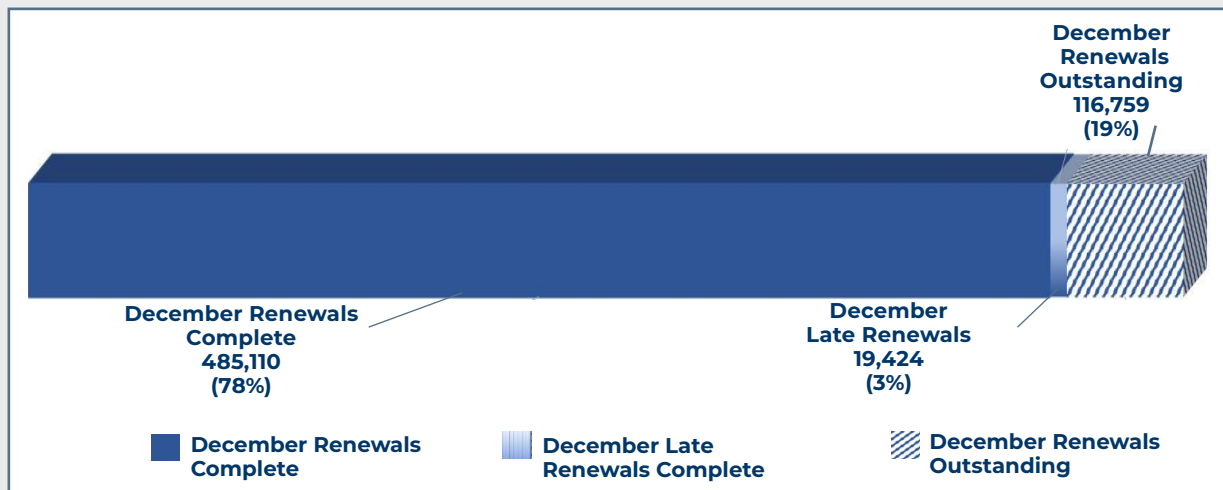 December
Renewals
Outstanding
116,759
(19%)
December Renewals
Complete
485,110
(78%)
December
Late Renewals
19,424
(3%)
December Renewals
Complete
December Late
Renewals Complete
December Renewals
Outstanding